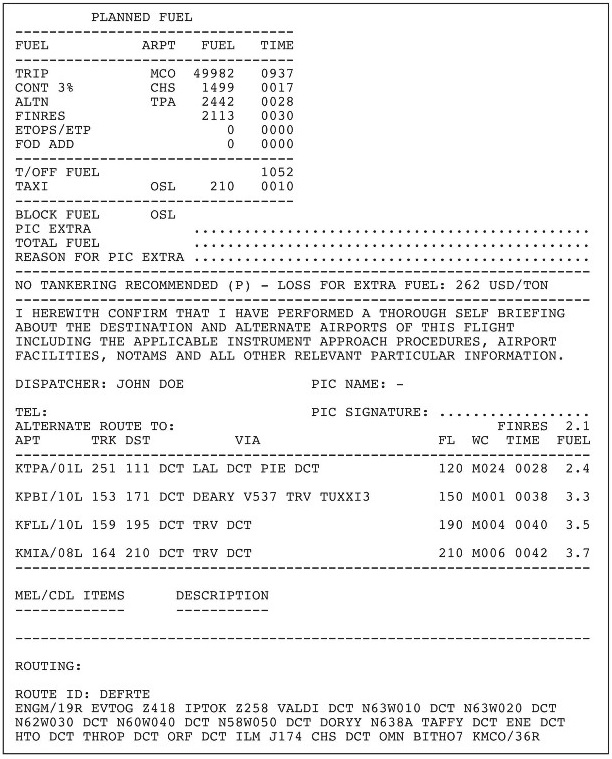 PLANNED FUEL
---------------------------------
FUEL ARPT FUEL TIME
---------------------------------
TRIP MCO 49982 0937
CONT 3% CHS 1499 0017
ALTN TPA 2442 0028
FINRES 2113 0030
ETOPS/ETP 0 0000
FOD ADD 0 0000
---------------------------------
T/OFF FUEL 1052
TAXI OSL 210 0010
---------------------------------
BLOCK FUEL OSL
PIC EXTRA ...............................................
TOTAL FUEL ...............................................
REASON FOR PIC EXTRA ...............................................
--------------------------------------------------------------------
NO TANKERING RECOMMENDED (P) - LOSS FOR EXTRA FUEL: 262 USD/TON
--------------------------------------------------------------------
I HEREWITH CONFIRM THAT I HAVE PERFORMED A THOROUGH SELF BRIEFING
ABOUT THE DESTINATION AND ALTERNATE AIRPORTS OF THIS FLIGHT
INCLUDING THE APPLICABLE INSTRUMENT APPROACH PROCEDURES, AIRPORT
FACILITIES, NOTAMS AND ALL OTHER RELEVANT PARTICULAR INFORMATION.
DISPATCHER: JOHN DOE PIC NAME: -
TEL: PIC SIGNATURE: ..................
ALTERNATE ROUTE TO: FINRES 2.1
APT TRK DST VIA FL WC TIME FUEL
--------------------------------------------------------------------
KTPA/01L 251 111 DCT LAL DCT PIE DCT 120 M024 0028 2.4
KPBI/10L 153 171 DCT DEARY V537 TRV TUXXI3 150 M001 0038 3.3
KFLL/10L 159 195 DCT TRV DCT 190 M004 0040 3.5
KMIA/08L 164 210 DCT TRV DCT 210 M006 0042 3.7
--------------------------------------------------------------------
MEL/CDL ITEMS DESCRIPTION
------------- -----------
--------------------------------------------------------------------
ROUTING:
ROUTE ID: DEFRTE
ENGM/19R EVTOG Z418 IPTOK Z258 VALDI DCT N63W010 DCT N63W020 DCT
N62W030 DCT N60W040 DCT N58W050 DCT DORYY N638A TAFFY DCT ENE DCT
HTO DCT THROP DCT ORF DCT ILM J174 CHS DCT OMN BITHO7 KMCO/36R